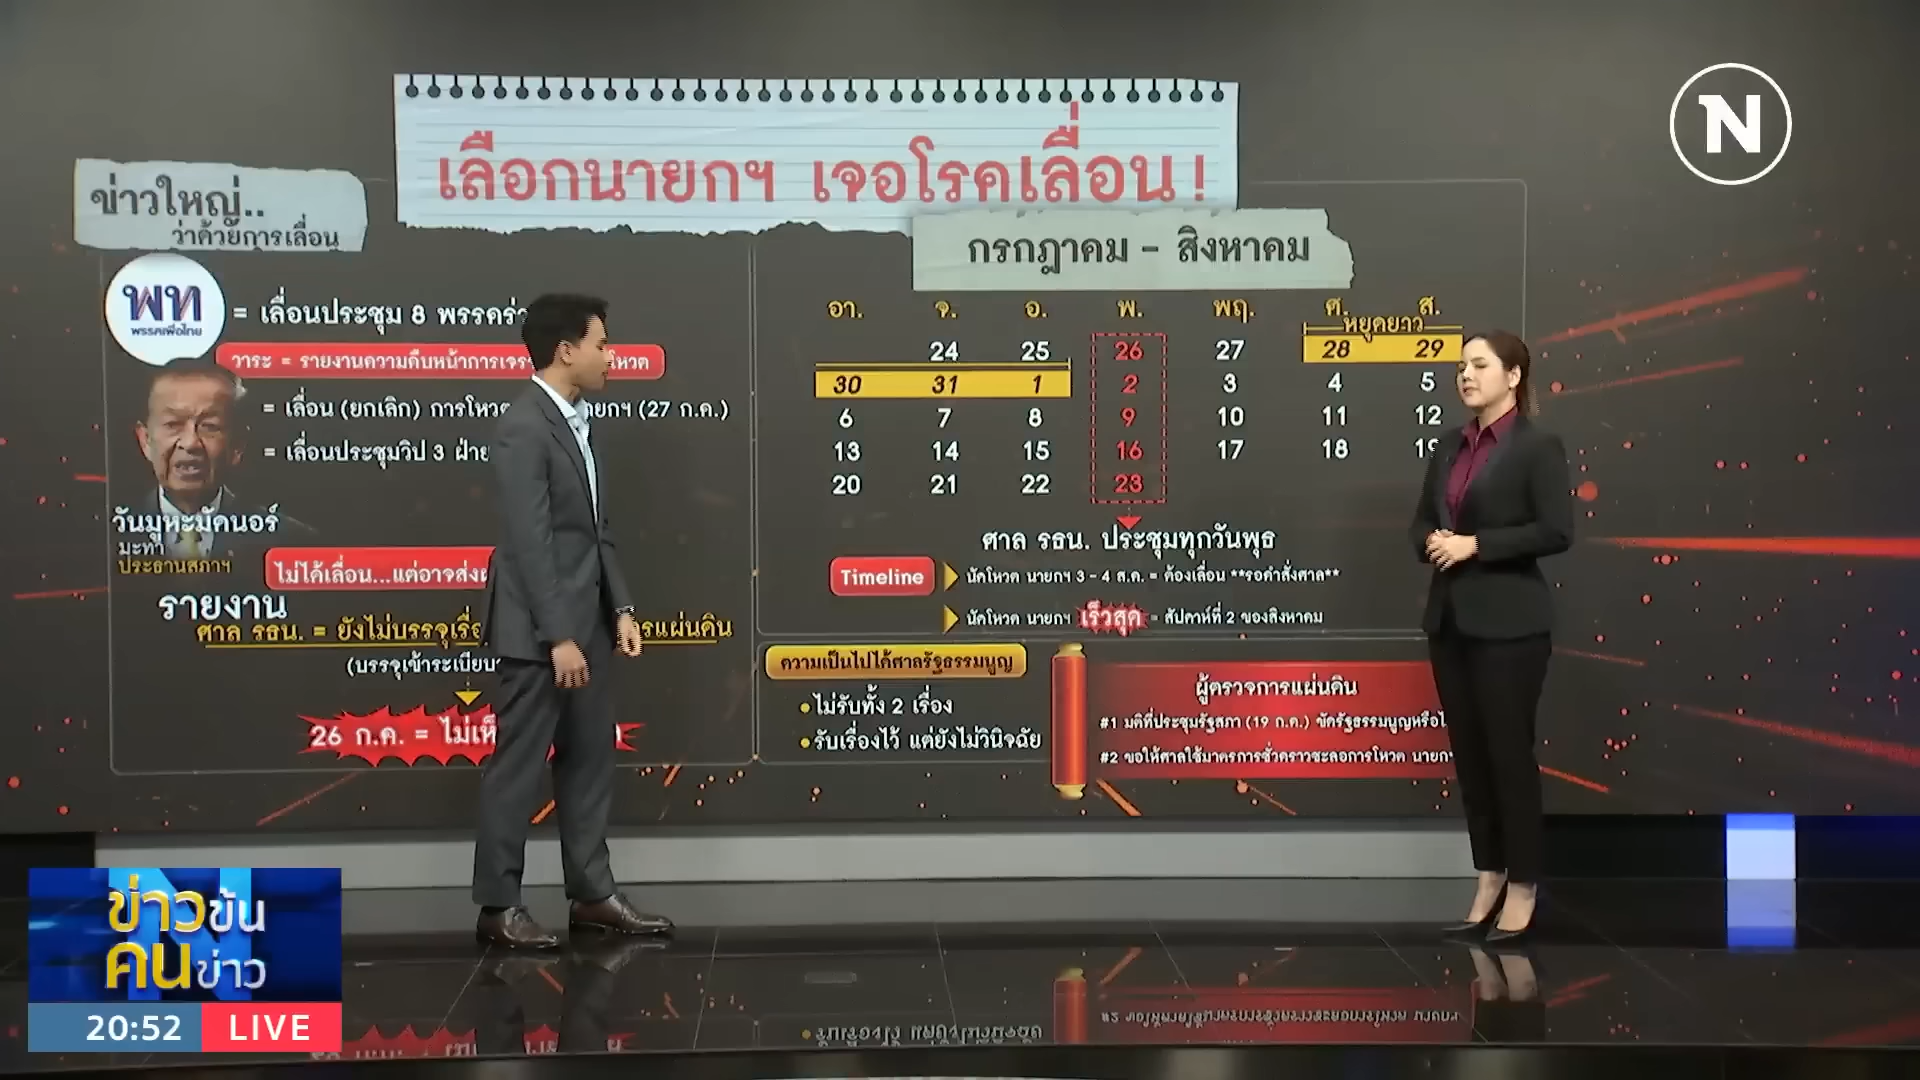 N
เลือกนายกฯ เจอโรคเลื่อน!
ข่าวใหญ่..
ว่าด้วยการเลื่อน
พท
พรรคเพื่อไทย
= เลื่อนประชุม 8 พรรคร่
วาระ = รายงานความคืบหน้าการเจร โหวต
= เลื่อน (ยกเลิก) การโหวต ายกฯ (27 ก.ค.)
= เลื่อนประชุมวิป 3 ฝ่าย
วันมูหะมัดนอร์
มะทา
ประธานสภาฯ
ไม่ได้เลื่อน...แต่อาจส่ง
รายงาน
ศาล รธน. = ยังไม่บรรจุเรื่อ รแผ่นดิน
(บรรจุเข้าระเบียบ
26 ก.ค. = ไม่เห็
กรกฎาคม - สิงหาคม
อา. จ. อ. พ. พฤ. ศ. ส.
หยุดยาว
24 25 26 27 28 29
30 31 1 2 3 4 5
6 7 8 9 10 11 12
13 14 15 16 17 18 19
20 21 22 23
ศาล รธน. ประชุมทุกวันพุธ
Timeline
นัดโหวต นายกฯ 3 - 4 ส.ค. = ต้องเลื่อน **รอคำสั่งศาล**
นัดโหวต นายกฯ เร็วสุด = สัปดาห์ที่ 2 ของสิงหาคม
ความเป็นไปได้ศาลรัฐธรรมนูญ
•ไม่รับทั้ง 2 เรื่อง
•รับเรื่องไว้ แต่ยังไม่วินิจฉัย
ผู้ตรวจการแผ่นดิน
#1 มติที่ประชุมรัฐสภา (19 ก.ค.) ขัดรัฐธรรมนูญหรือไ
#2 ขอให้ศาลใช้มาตรการชั่วคราวชะลอการโหวต นายกฯ
ข่าวข้น
คนข่าว
20:52 LIVE